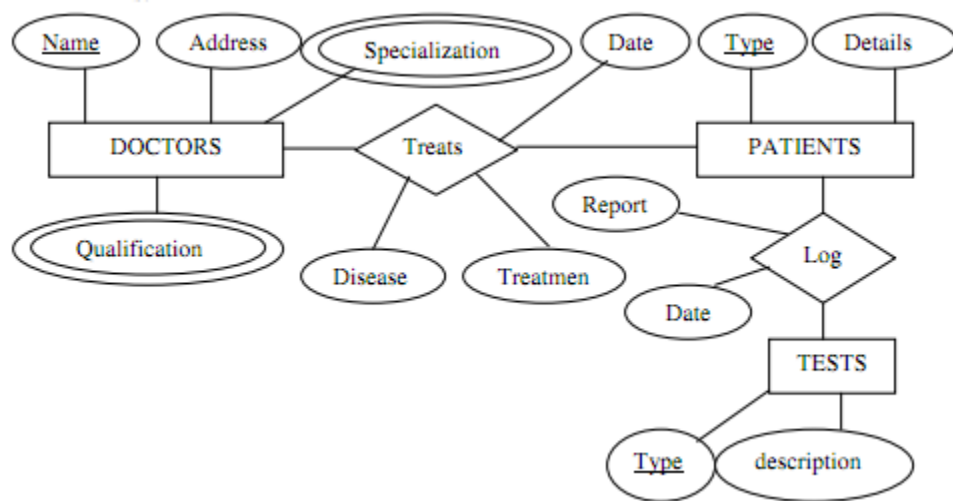 Name
Address
Specialization
Date
Type
Details
DOCTORS
Treats
PATIENTS
Qualification
Disease
Treatmen
Report
Log
Date
TESTS
Type
description